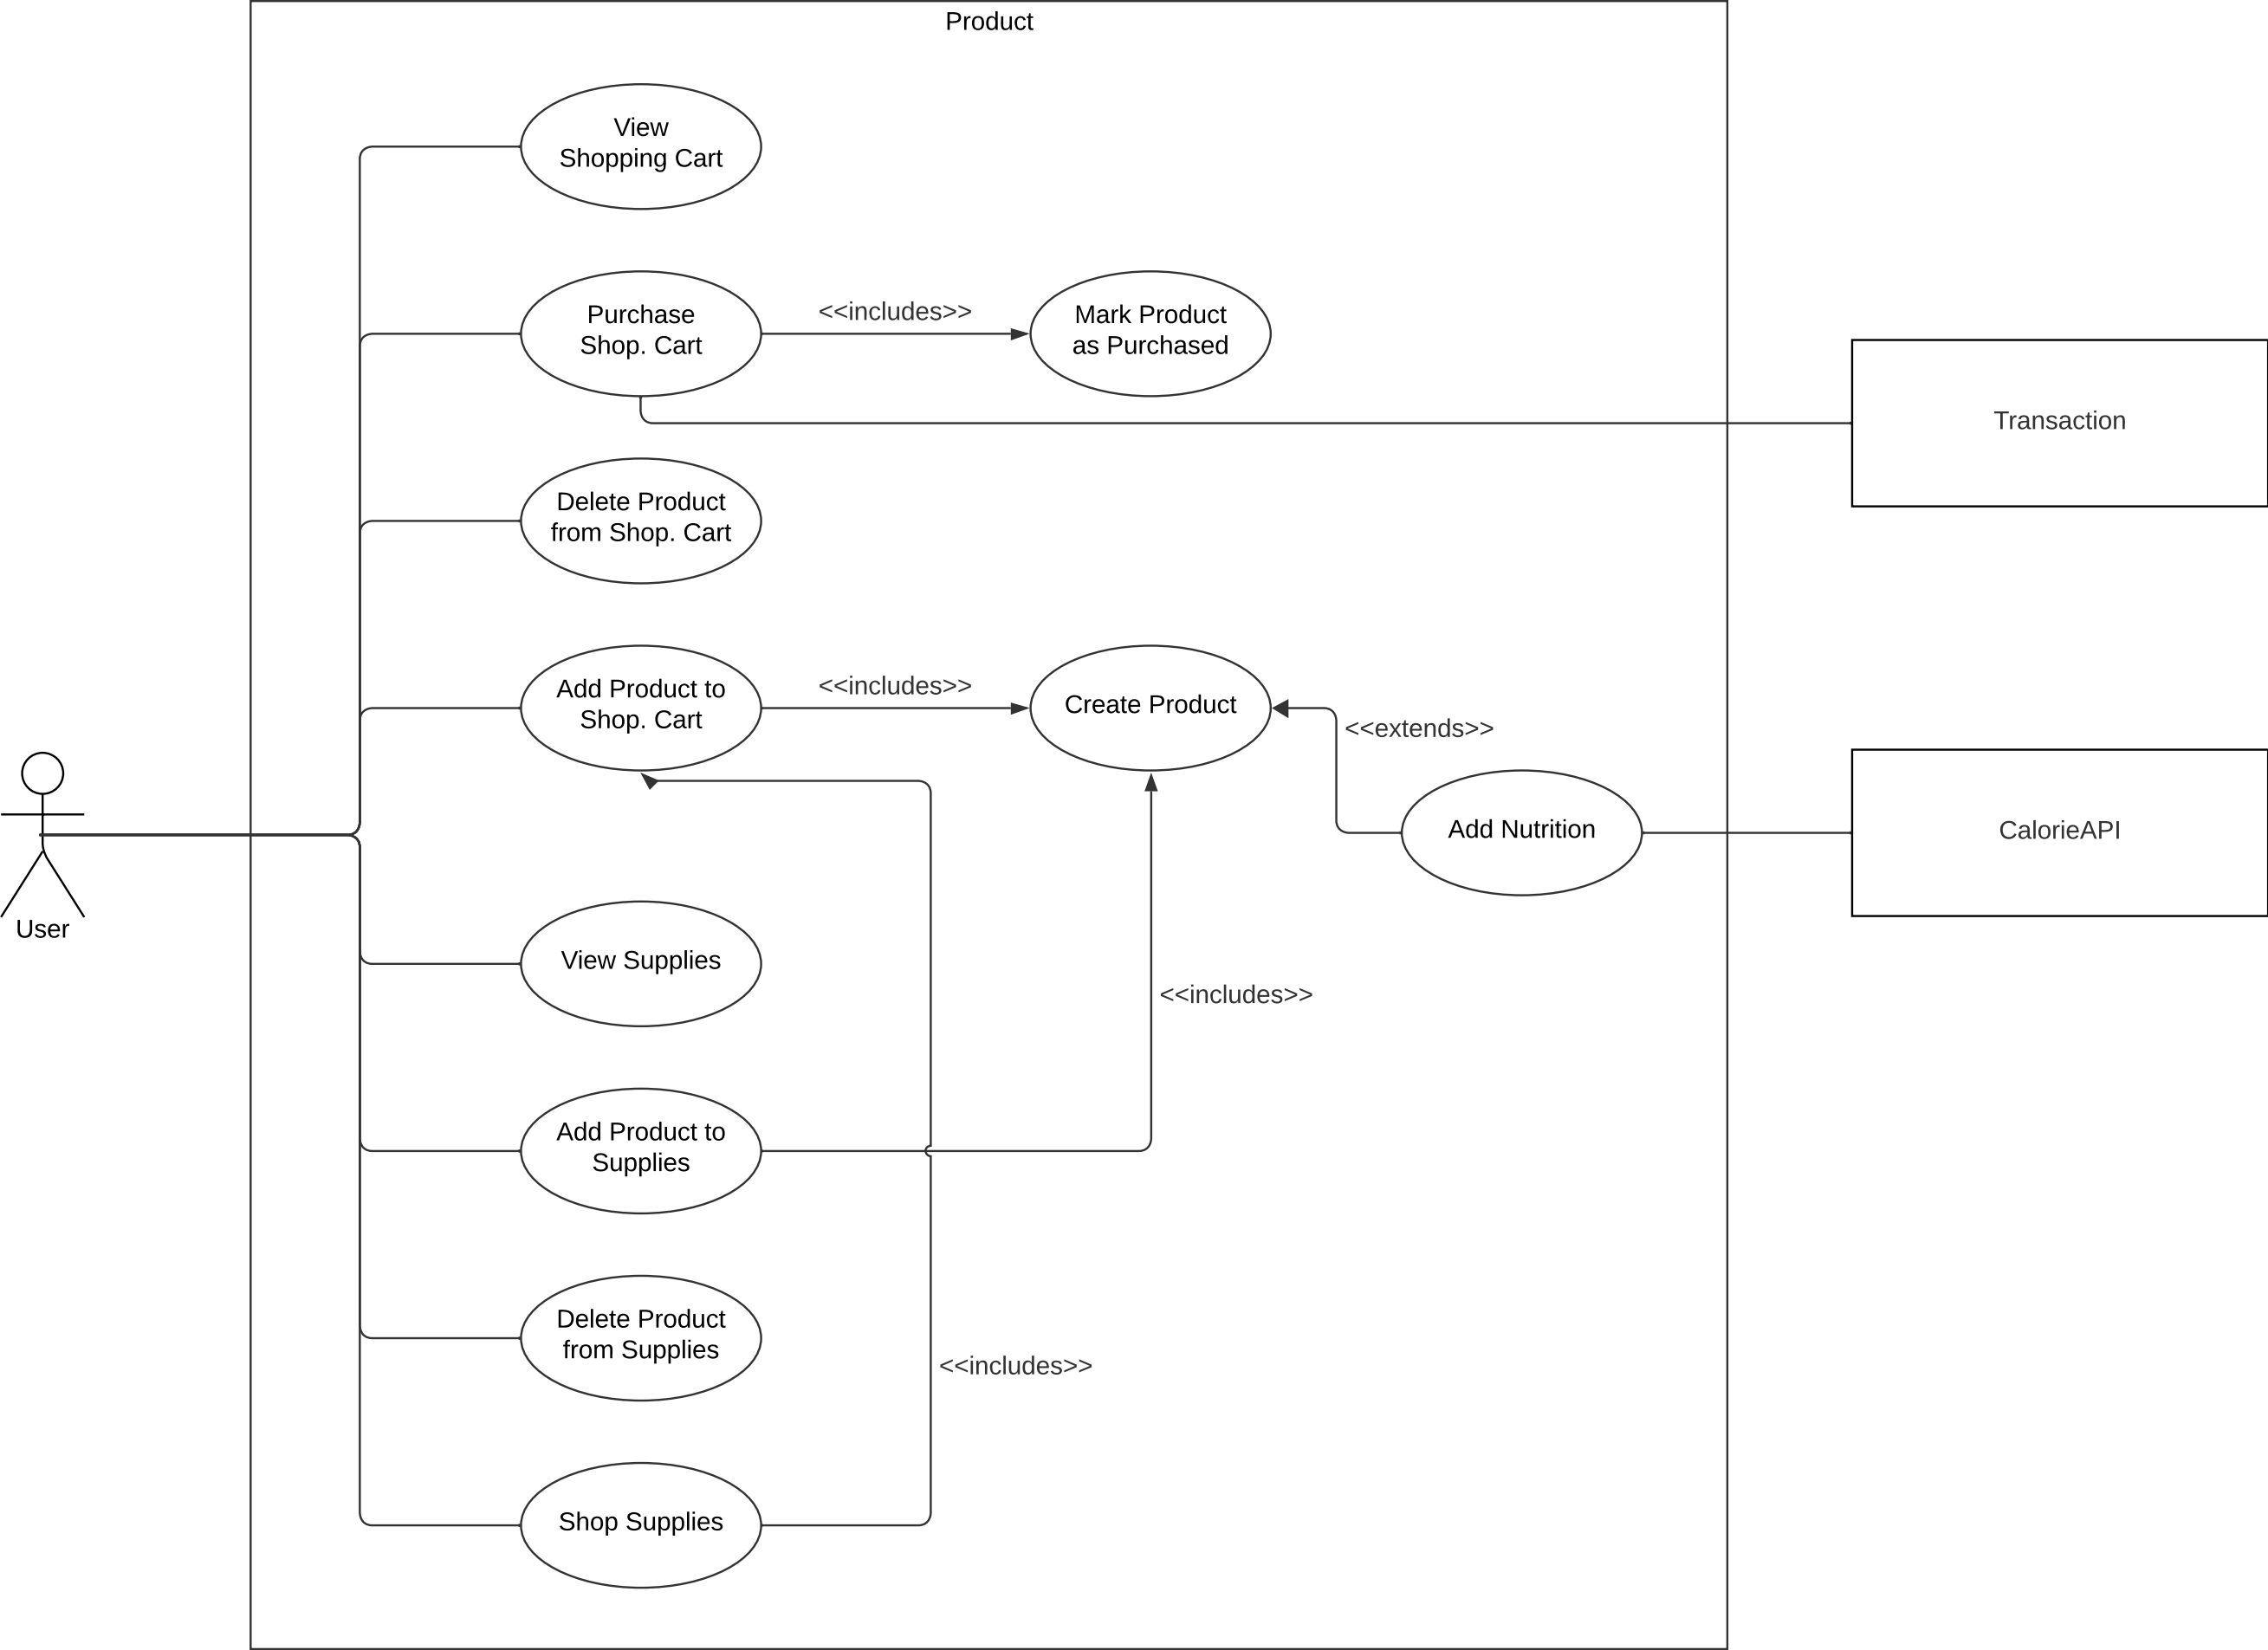 Product
View
Shopping Cart
Purchase
Shop. Cart
<<includes>>
Mark Product
as Purchased
Transaction
Delete Product
from Shop. Cart
Add Product to
Shop. Cart
<<includes>>
Create Product
<<extends>>
Add Nutrition
CalorieAPI
User
View Supplies
<<includes>>
Add Product to
Supplies
Delete Product
from Supplies
<<includes>>
Shop Supplies